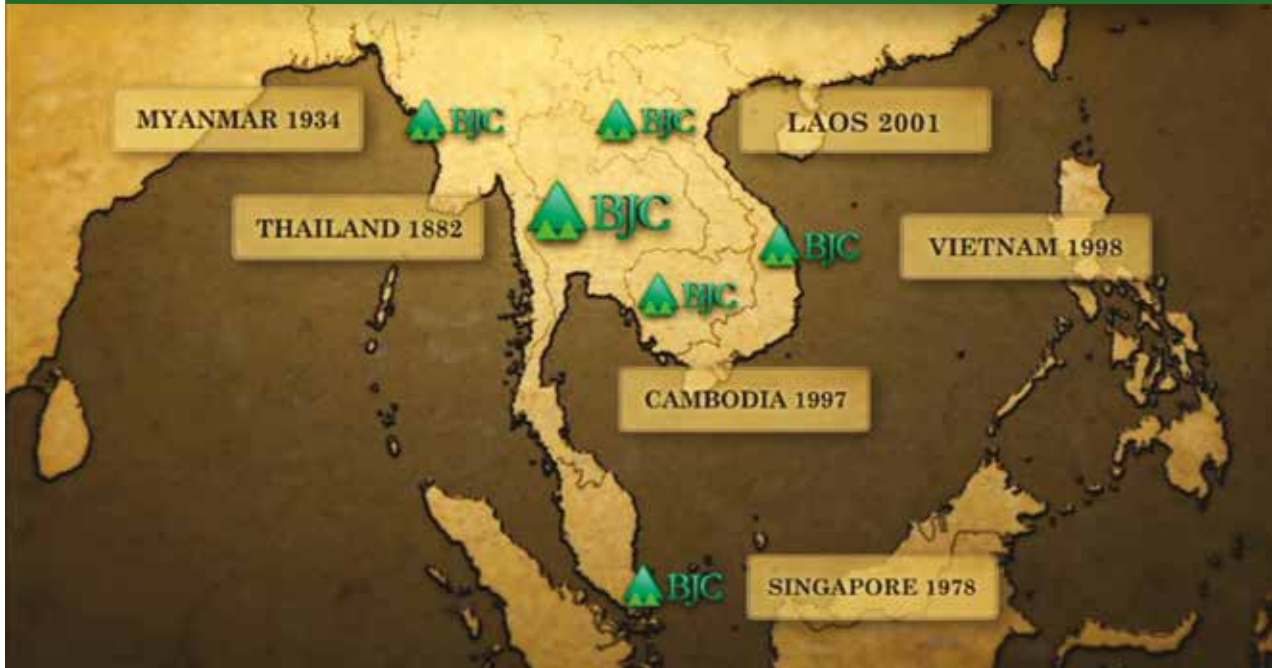 MYANMAR 1934
BJC
BJC
LAOS 2001
THAILAND 1882
BJC
BJC
VIETNAM 1998
BJC
CAMBODIA 1997
BJC
SINGAPORE 1978